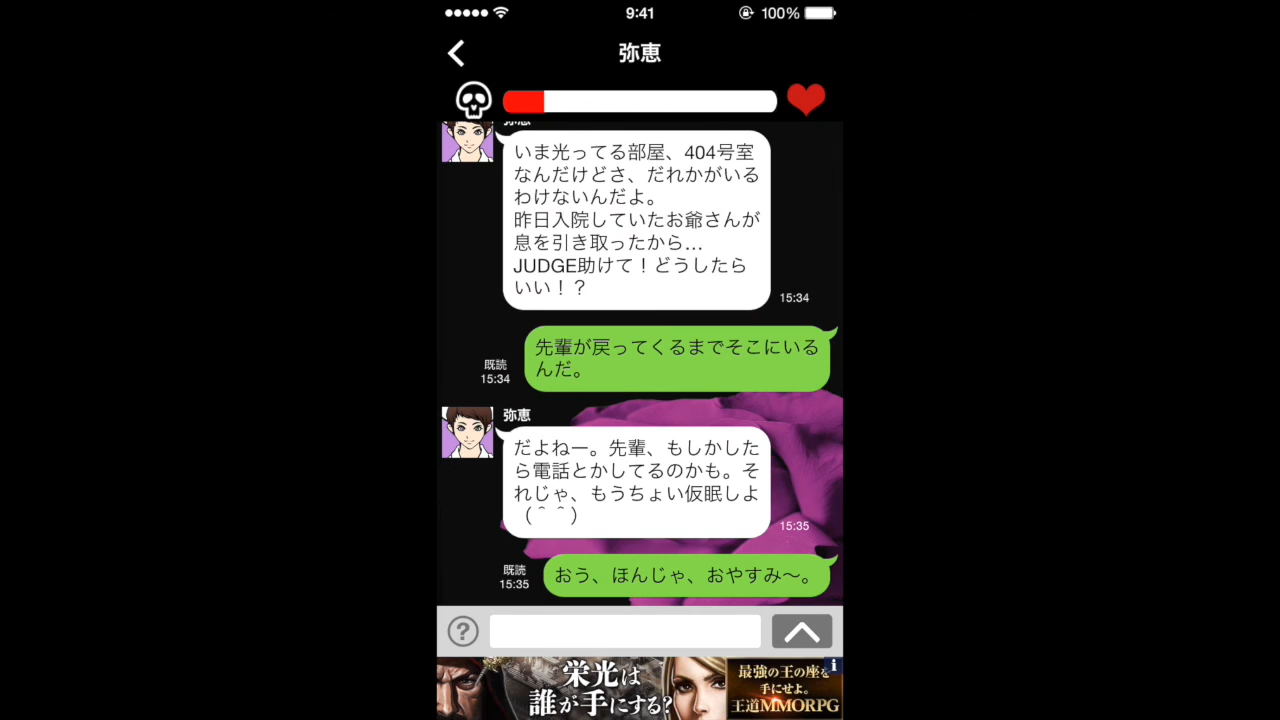 9:41
100%
弥恵
弥恵
いま光ってる部屋、404号室
なんだけどさ、だれかがいる
わけないんだよ。
昨日入院していたお爺さんが
息を引き取ったから…
JUDGE助けて！どうしたら
いい！？
15:34
先輩が戻ってくるまでそこにいる
んだ。
既読
15:34
弥恵
だよねー。先輩、もしかした
ら電話とかしてるのかも。そ
れじゃ、もうちょい仮眠しよ
（＾＾）
15:35
おう、ほんじゃ、おやすみ〜。
既読
15:35
?
栄光は
誰が手にする?
最強の王の座を
手にせよ。
王道MMORPG
i